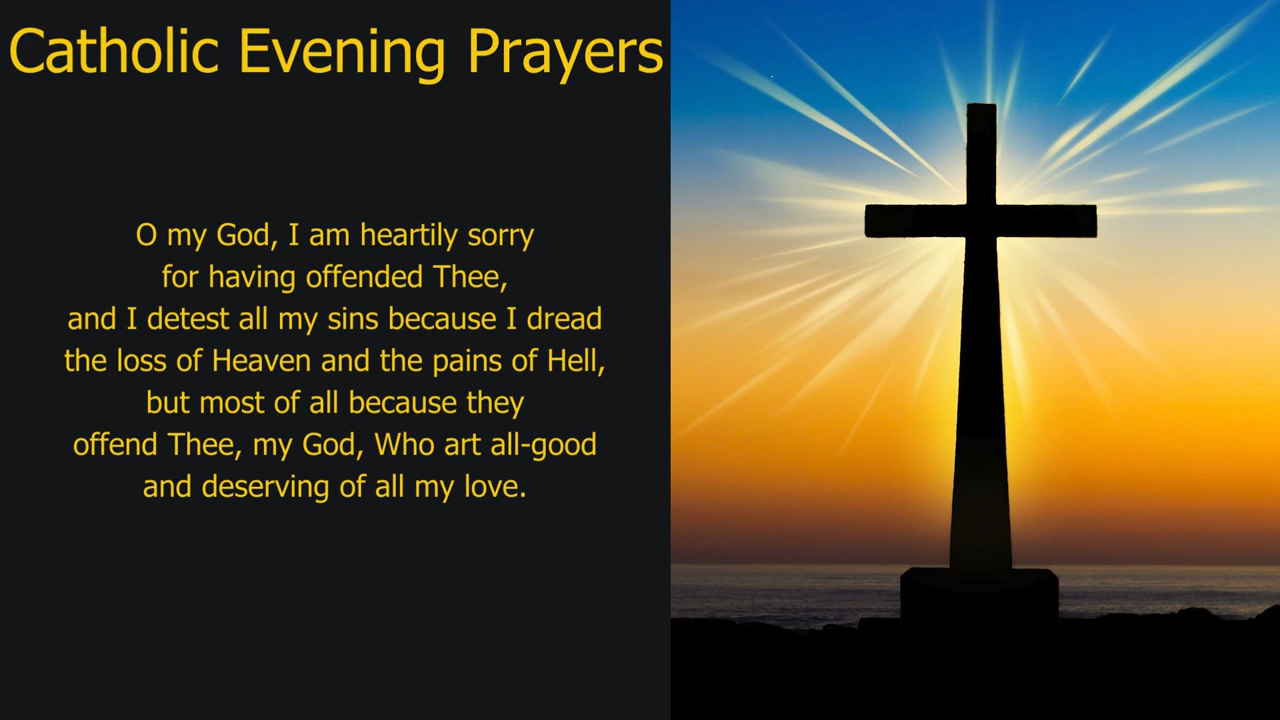 Catholic Evening Prayers
O my God, I am heartily sorry
for having offended Thee,
and I detest all my sins because I dread
the loss of Heaven and the pains of Hell,
but most of all because they
offend Thee, my God, Who art all-good
and deserving of all my love.